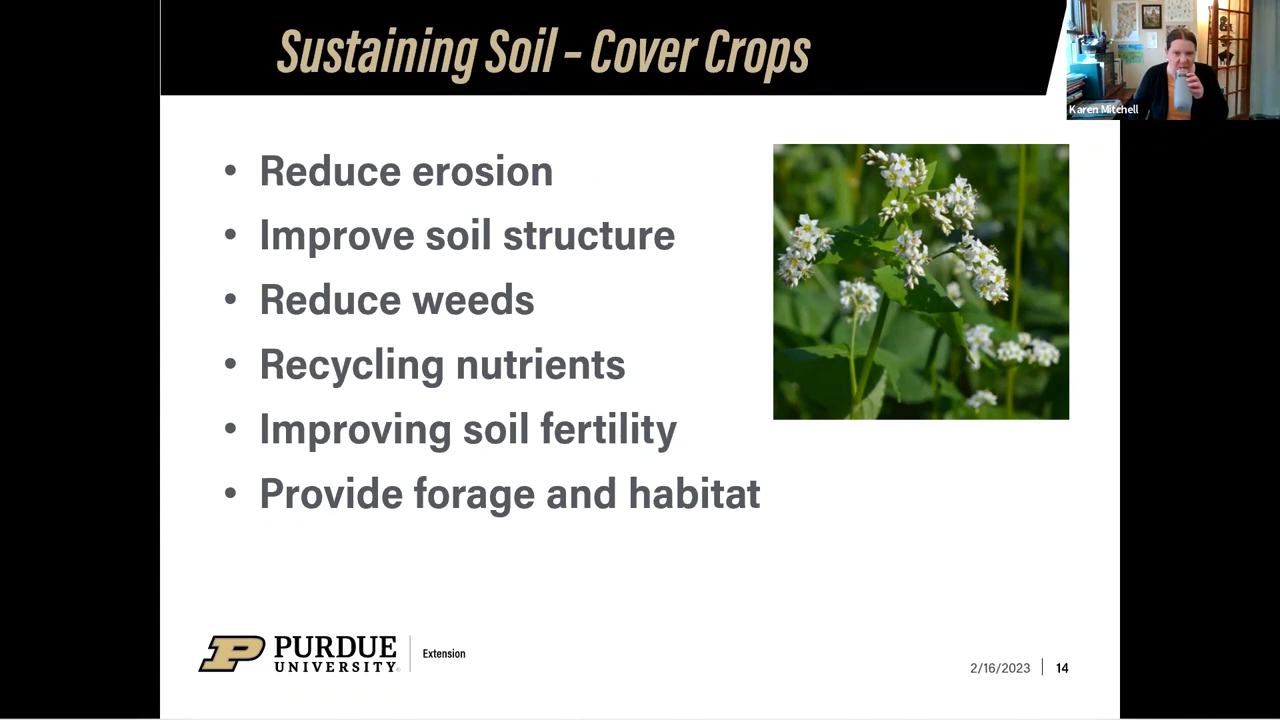 Sustaining Soil – Cover Crops
Karen Mitchell
• Reduce erosion
• Improve soil structure
• Reduce weeds
• Recycling nutrients
• Improving soil fertility
• Provide forage and habitat
P PURDUE
UNIVERSITY®
Extension
2/16/2023 | 14